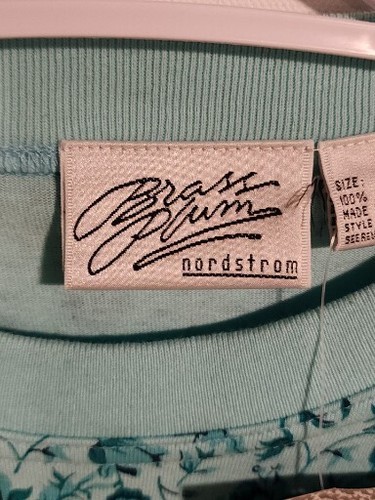 Brass
Plum
nordstrom
SIZE:
100%
MADE
STYLE
SEE REV